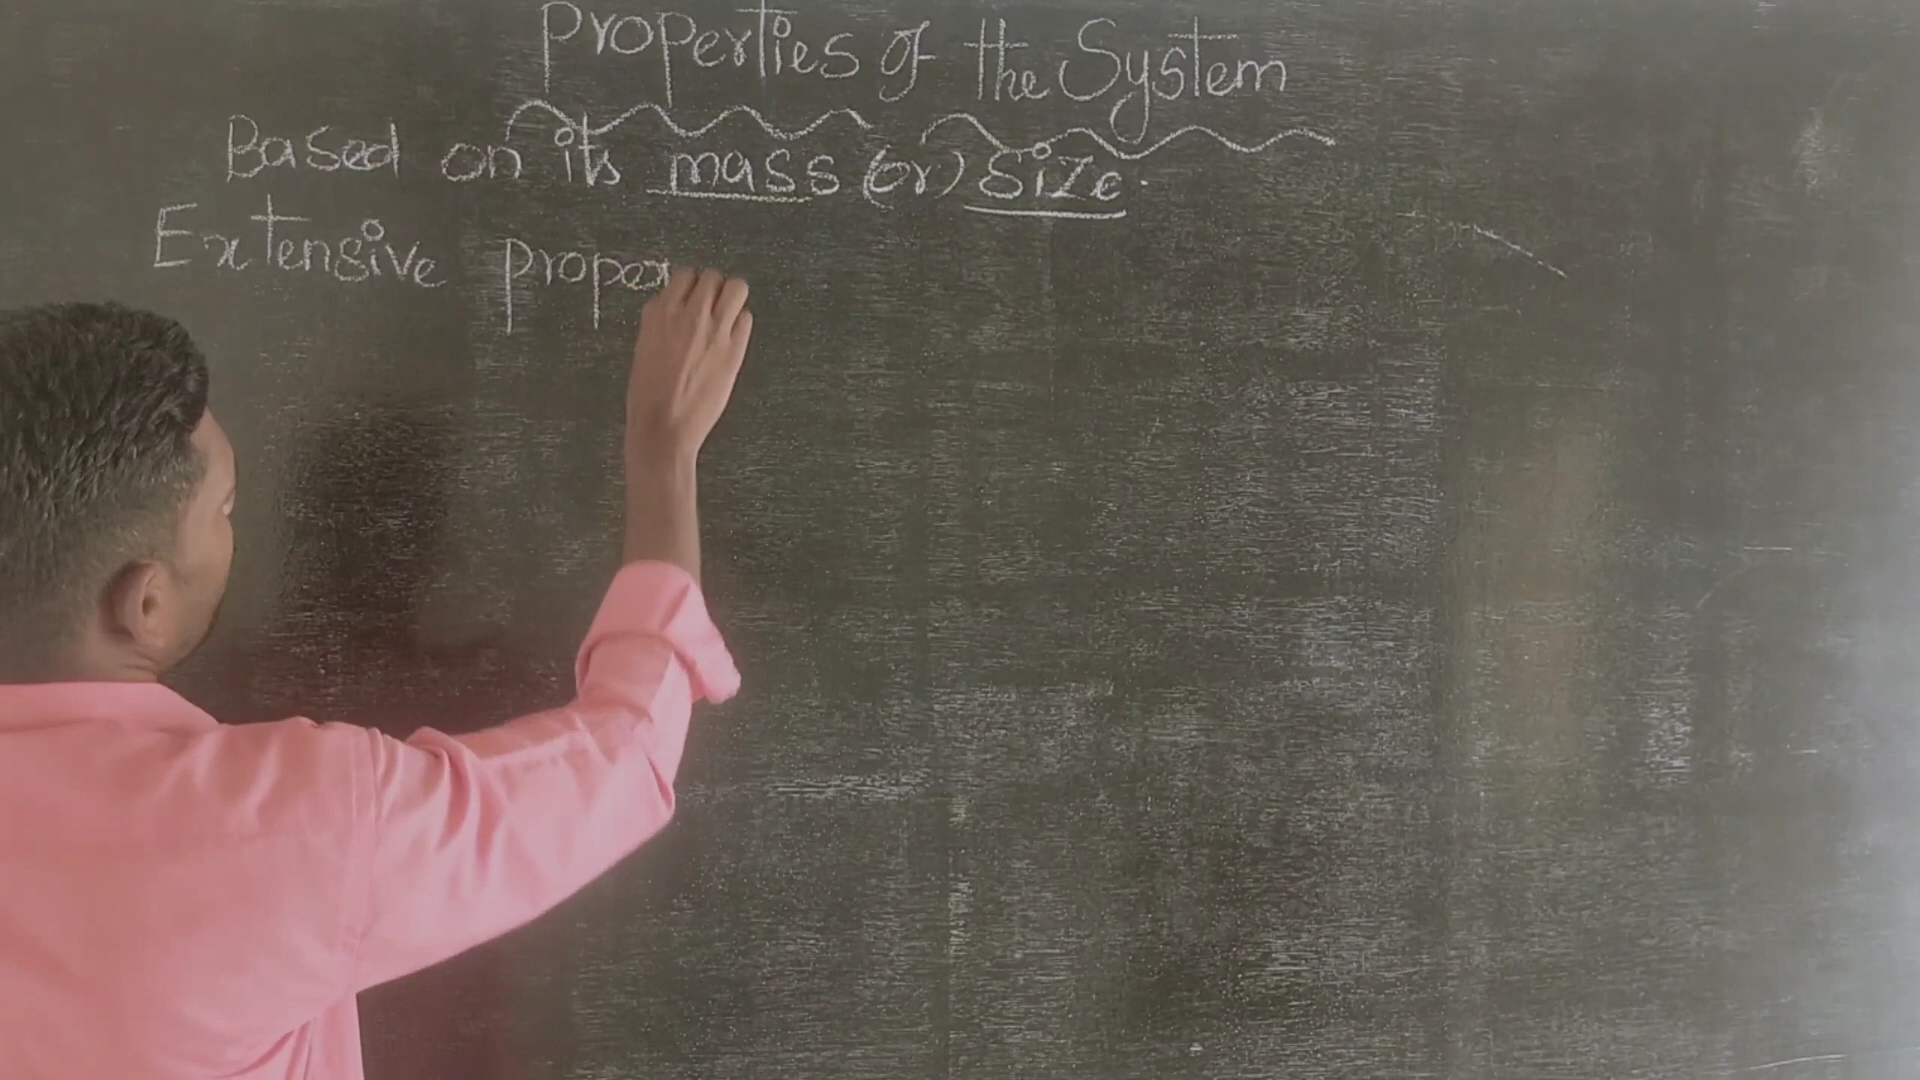 Properties of the System
Based on its mass (or) size.
Extensive proper